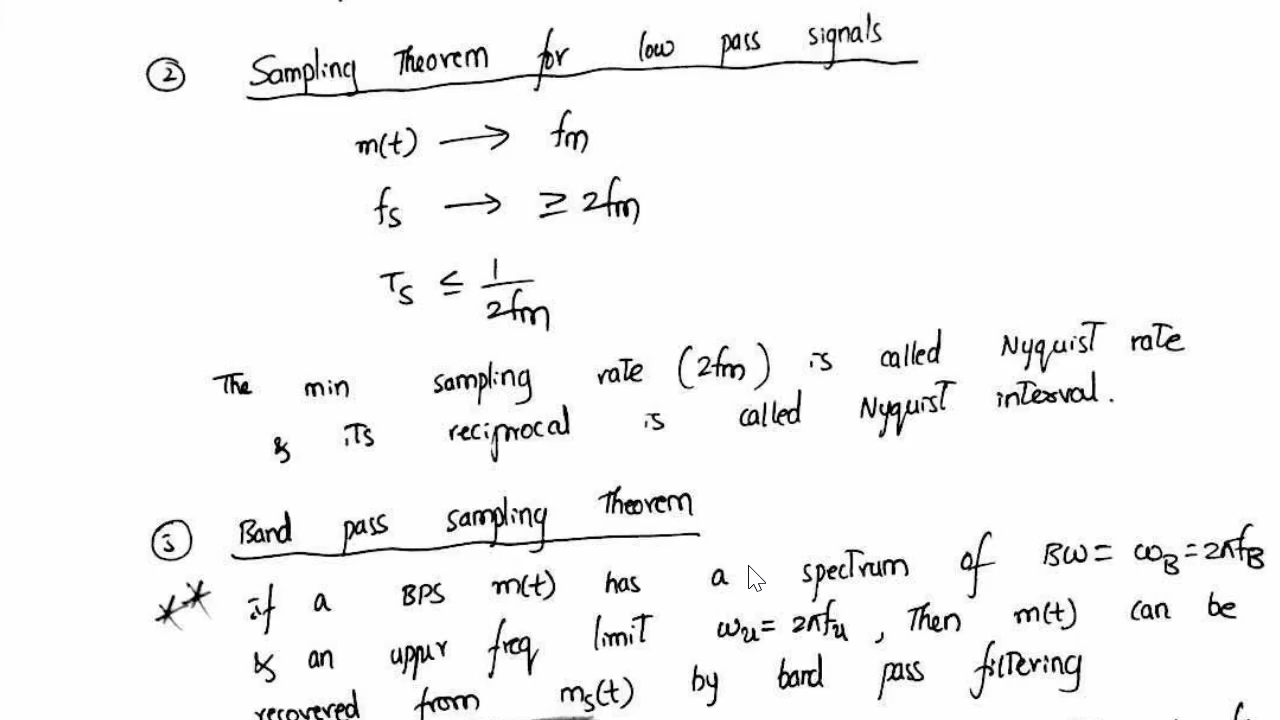 ② Sampling Theorem for low pass signals
m(t) → fm
fs → ≥ 2fm
Ts ≤ 1/2fm
The min sampling rate (2fm) is called Nyquist rate
& its reciprocal is called Nyquist interval.
③ Band pass sampling Theorem
** if a BPS m(t) has a spectrum of BW = ωB = 2πfB
& an uppur freq limit ωu = 2πfu, Then m(t) can be
recovered from ms(t) by band pass filtering